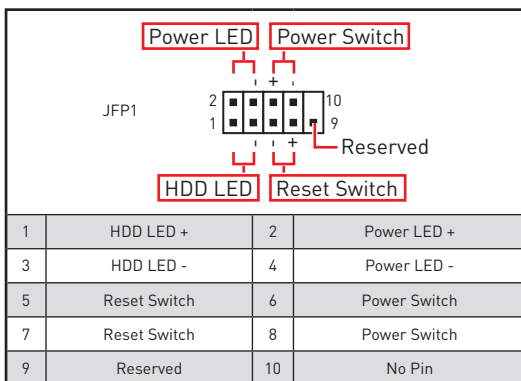 Power LED Power Switch
- + -
JFP1
2 10
1 9
- - +
Reserved
HDD LED Reset Switch
1 HDD LED + 2 Power LED +
3 HDD LED - 4 Power LED -
5 Reset Switch 6 Power Switch
7 Reset Switch 8 Power Switch
9 Reserved 10 No Pin